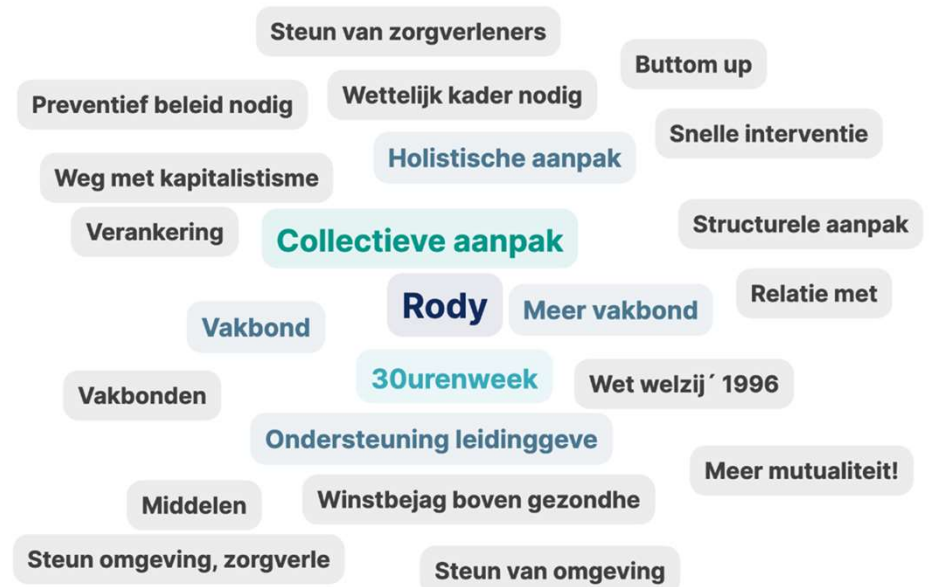 Steun van zorgverleners
Buttom up
Preventief beleid nodig
Wettelijk kader nodig
Snelle interventie
Holistische aanpak
Weg met kapitalistisme
Verankering
Collectieve aanpak
Structurele aanpak
Rody
Meer vakbond
Relatie met
Vakbond
30urenweek
Wet welzij´ 1996
Vakbonden
Ondersteuning leidinggeve
Meer mutualiteit!
Middelen
Winstbejag boven gezondhe
Steun omgeving, zorgverle
Steun van omgeving